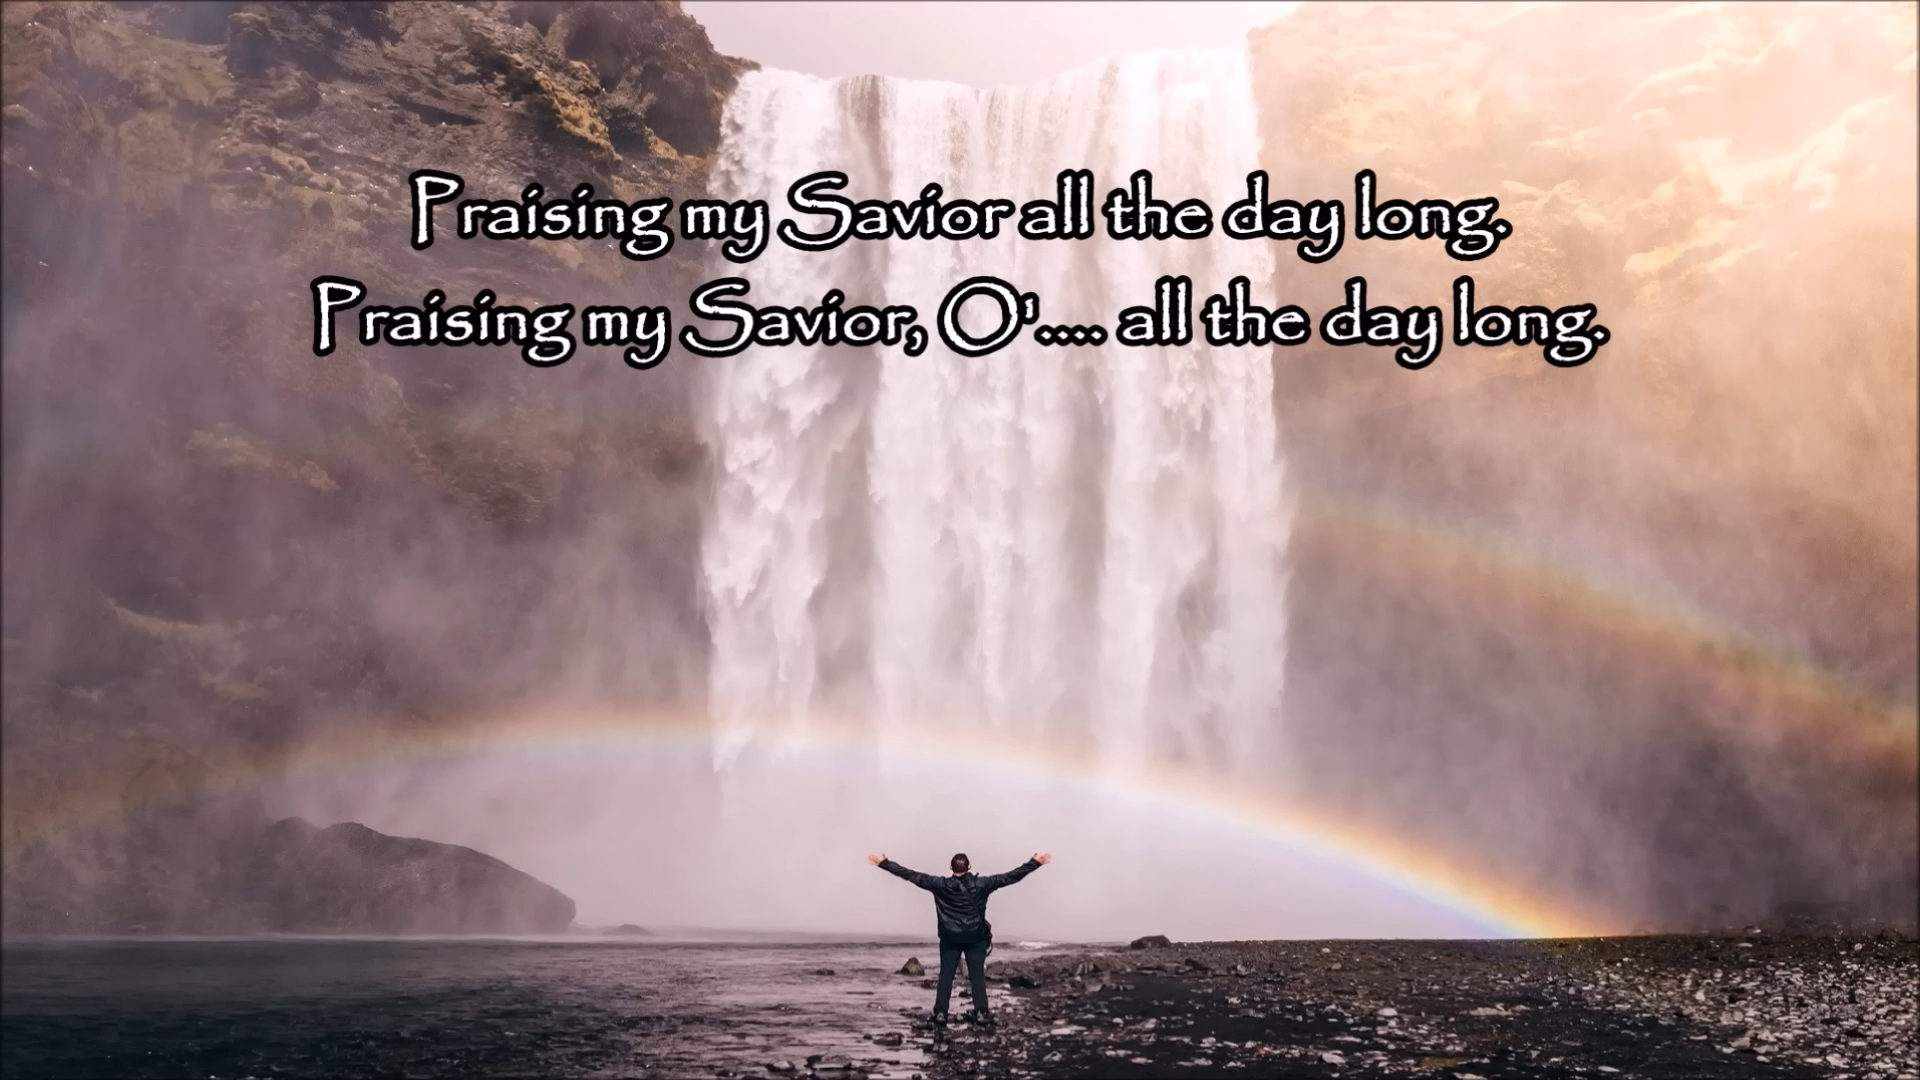 Praising my Savior all the day long.
Praising my Savior, O'.... all the day long.